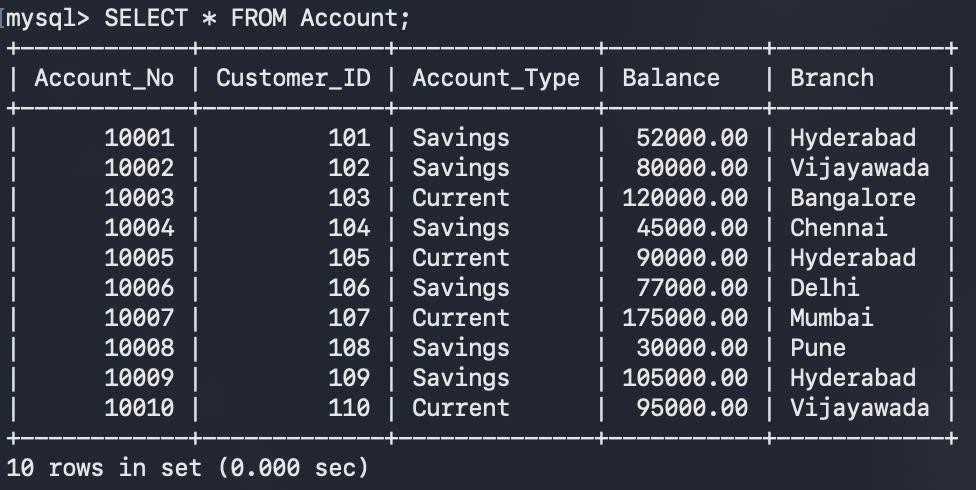 [mysql> SELECT * FROM Account;
+------------+-------------+--------------+-----------+------------+
| Account_No | Customer_ID | Account_Type | Balance   | Branch     |
+------------+-------------+--------------+-----------+------------+
|      10001 |         101 | Savings      |  52000.00 | Hyderabad  |
|      10002 |         102 | Savings      |  80000.00 | Vijayawada |
|      10003 |         103 | Current      | 120000.00 | Bangalore  |
|      10004 |         104 | Savings      |  45000.00 | Chennai    |
|      10005 |         105 | Current      |  90000.00 | Hyderabad  |
|      10006 |         106 | Savings      |  77000.00 | Delhi      |
|      10007 |         107 | Current      | 175000.00 | Mumbai     |
|      10008 |         108 | Savings      |  30000.00 | Pune       |
|      10009 |         109 | Savings      | 105000.00 | Hyderabad  |
|      10010 |         110 | Current      |  95000.00 | Vijayawada |
+------------+-------------+--------------+-----------+------------+
10 rows in set (0.000 sec)